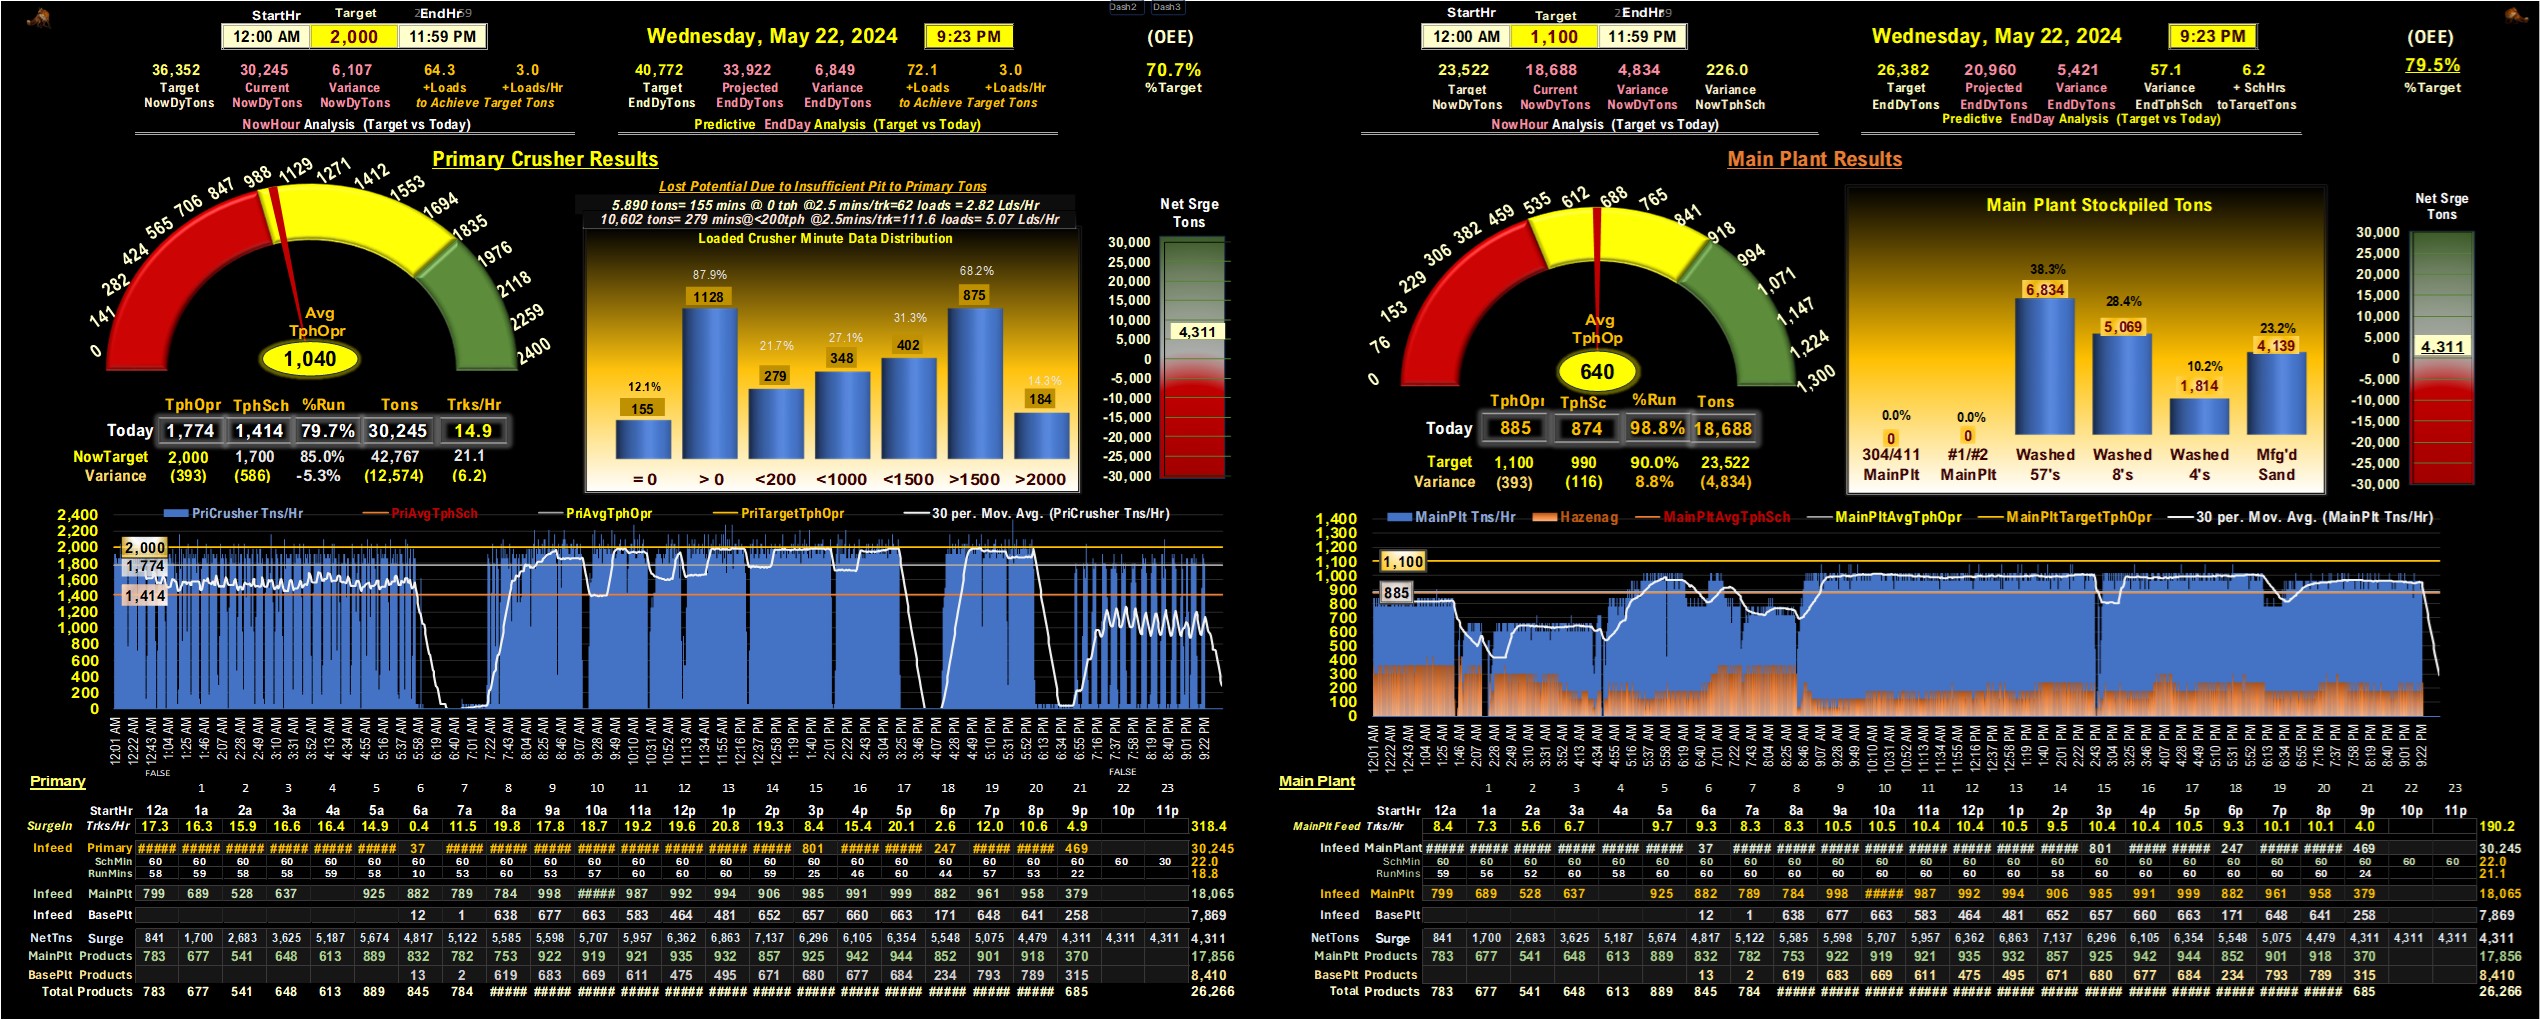 Dash2 Dash3
StartHr Target EndHr
12:00 AM 2,000 11:59 PM
Wednesday, May 22, 2024 9:23 PM
(OEE)
70.7%
%Target
36,352 30,245 6,107 64.3 3.0
Target Current Variance +Loads +Loads/Hr
NowDyTons NowDyTons NowDyTons to Achieve Target Tons
NowHour Analysis (Target vs Today)
40,772 33,922 6,849 72.1 3.0
Target Projected Variance +Loads +Loads/Hr
EndDyTons EndDyTons EndDyTons to Achieve Target Tons
Predictive EndDay Analysis (Target vs Today)
Primary Crusher Results
0 141 282 424 565 706 847 988 1129 1271 1412 1553 1694 1835 1976 2118 2259 2400
Avg
TphOpr
1,040
Lost Potential Due to Insufficient Pit to Primary Tons
5.890 tons= 155 mins @ 0 tph @2.5 mins/trk=62 loads = 2.82 Lds/Hr
10,602 tons= 279 mins@<200tph @2.5mins/trk=111.6 loads= 5.07 Lds/Hr
Loaded Crusher Minute Data Distribution
12.1% 87.9% 21.7% 27.1% 31.3% 68.2% 14.3%
155 1128 279 348 402 875 184
= 0 > 0 <200 <1000 <1500 >1500 >2000
Net Srge
Tons
30,000
25,000
20,000
15,000
10,000
5,000
0
-5,000
-10,000
-15,000
-20,000
-25,000
-30,000
4,311
TphOpr TphSch %Run Tons Trks/Hr
Today 1,774 1,414 79.7% 30,245 14.9
NowTarget 2,000 1,700 85.0% 42,767 21.1
Variance (393) (586) -5.3% (12,574) (6.2)
PriCrusher Tns/Hr PriAvgTphSch PriAvgTphOpr PriTargetTphOpr 30 per. Mov. Avg. (PriCrusher Tns/Hr)
2,400
2,200
2,000
1,800
1,600
1,400
1,200
1,000
800
600
400
200
0
2,000
1,774
1,414
12:01 AM 12:22 AM 12:43 AM 1:04 AM 1:25 AM 1:46 AM 2:07 AM 2:28 AM 2:49 AM 3:10 AM 3:31 AM 3:52 AM 4:13 AM 4:34 AM 4:55 AM 5:16 AM 5:37 AM 5:58 AM 6:19 AM 6:40 AM 7:01 AM 7:22 AM 7:43 AM 8:04 AM 8:25 AM 8:46 AM 9:07 AM 9:28 AM 9:49 AM 10:10 AM 10:31 AM 10:52 AM 11:13 AM 11:34 AM 11:55 AM 12:16 PM 12:37 PM 12:58 PM 1:19 PM 1:40 PM 2:01 PM 2:22 PM 2:43 PM 3:04 PM 3:25 PM 3:46 PM 4:07 PM 4:28 PM 4:49 PM 5:10 PM 5:31 PM 5:52 PM 6:13 PM 6:34 PM 6:55 PM 7:16 PM 7:37 PM 7:58 PM 8:19 PM 8:40 PM 9:01 PM 9:22 PM
FALSE FALSE
Primary 1 2 3 4 5 6 7 8 9 10 11 12 13 14 15 16 17 18 19 20 21 22 23
StartHr 12a 1a 2a 3a 4a 5a 6a 7a 8a 9a 10a 11a 12p 1p 2p 3p 4p 5p 6p 7p 8p 9p 10p 11p
SurgeIn Trks/Hr 17.3 16.3 15.9 16.6 16.4 14.9 0.4 11.5 19.8 17.8 18.7 19.2 19.6 20.8 19.3 8.4 15.4 20.1 2.6 12.0 10.6 4.9 318.4
Infeed Primary ##### ##### ##### ##### ##### ##### 37 ##### ##### ##### ##### ##### ##### ##### ##### 801 ##### ##### 247 ##### ##### 469 30,245
SchMin 60 60 60 60 60 60 60 60 60 60 60 60 60 60 60 60 60 60 60 60 60 60 60 30 22.0
RunMins 58 59 58 58 59 58 10 53 60 53 57 60 60 60 59 25 46 60 44 57 53 22 18.8
Infeed MainPlt 799 689 528 637 925 882 789 784 998 ##### 987 992 994 906 985 991 999 882 961 958 379 18,065
Infeed BasePlt 12 1 638 677 663 583 464 481 652 657 660 663 171 648 641 258 7,869
NetTns Surge 841 1,700 2,683 3,625 5,187 5,674 4,817 5,122 5,585 5,598 5,707 5,957 6,362 6,863 7,137 6,296 6,105 6,354 5,548 5,075 4,479 4,311 4,311 4,311 4,311
MainPlt Products 783 677 541 648 613 889 832 782 753 922 919 921 935 932 857 925 942 944 852 901 918 370 17,856
BasePlt Products 13 2 619 683 669 611 475 495 671 680 677 684 234 793 789 315 8,410
Total Products 783 677 541 648 613 889 845 784 ##### ##### ##### ##### ##### ##### ##### ##### ##### ##### ##### ##### ##### 685 26,266
StartHr Target EndHr
12:00 AM 1,100 11:59 PM
Wednesday, May 22, 2024 9:23 PM
(OEE)
79.5%
%Target
23,522 18,688 4,834 226.0
Target Current Variance Variance
NowDyTons NowDyTons NowDyTons NowTphSch
NowHour Analysis (Target vs Today)
26,382 20,960 5,421 57.1 6.2
Target Projected Variance Variance + SchHrs
EndDyTons EndDyTons EndDyTons EndTphSch toTargetTons
Predictive EndDay Analysis (Target vs Today)
Main Plant Results
0 76 153 229 306 382 459 535 612 688 765 841 918 994 1,071 1,147 1,224 1,300
Avg
TphOp
640
Main Plant Stockpiled Tons
0.0% 0.0% 38.3% 28.4% 10.2% 23.2%
0 0 6,834 5,069 1,814 4,139
304/411 #1/#2 Washed Washed Washed Mfg'd
MainPlt MainPlt 57's 8's 4's Sand
Net Srge
Tons
30,000
25,000
20,000
15,000
10,000
5,000
0
-5,000
-10,000
-15,000
-20,000
-25,000
-30,000
4,311
TphOpr TphSc %Run Tons
Today 885 874 98.8% 18,688
Target 1,100 990 90.0% 23,522
Variance (393) (116) 8.8% (4,834)
MainPlt Tns/Hr Hazenag MainPltAvgTphSch MainPltAvgTphOpr MainPltTargetTphOpr 30 per. Mov. Avg. (MainPlt Tns/Hr)
1,400
1,300
1,200
1,100
1,000
900
800
700
600
500
400
300
200
100
0
1,100
885
12:01 AM 12:22 AM 12:43 AM 1:04 AM 1:25 AM 1:46 AM 2:07 AM 2:28 AM 2:49 AM 3:10 AM 3:31 AM 3:52 AM 4:13 AM 4:34 AM 4:55 AM 5:16 AM 5:37 AM 5:58 AM 6:19 AM 6:40 AM 7:01 AM 7:22 AM 7:43 AM 8:04 AM 8:25 AM 8:46 AM 9:07 AM 9:28 AM 9:49 AM 10:10 AM 10:31 AM 10:52 AM 11:13 AM 11:34 AM 11:55 AM 12:16 PM 12:37 PM 12:58 PM 1:19 PM 1:40 PM 2:01 PM 2:22 PM 2:43 PM 3:04 PM 3:25 PM 3:46 PM 4:07 PM 4:28 PM 4:49 PM 5:10 PM 5:31 PM 5:52 PM 6:13 PM 6:34 PM 6:55 PM 7:16 PM 7:37 PM 7:58 PM 8:19 PM 8:40 PM 9:01 PM 9:22 PM
Main Plant 1 2 3 4 5 6 7 8 9 10 11 12 13 14 15 16 17 18 19 20 21 22 23
StartHr 12a 1a 2a 3a 4a 5a 6a 7a 8a 9a 10a 11a 12p 1p 2p 3p 4p 5p 6p 7p 8p 9p 10p 11p
MainPlt Feed Trks/Hr 8.4 7.3 5.6 6.7 9.7 9.3 8.3 8.3 10.5 10.5 10.4 10.4 10.5 9.5 10.4 10.4 10.5 9.3 10.1 10.1 4.0 190.2
Infeed MainPlant ##### ##### ##### ##### ##### ##### 37 ##### ##### ##### ##### ##### ##### ##### ##### 801 ##### ##### 247 ##### ##### 469 30,245
SchMin 60 60 60 60 60 60 60 60 60 60 60 60 60 60 60 60 60 60 60 60 60 60 60 60 22.0
RunMins 59 56 52 60 58 60 60 60 60 60 60 60 60 60 60 60 60 60 60 60 58 24 21.1
Infeed MainPlt 799 689 528 637 925 882 789 784 998 ##### 987 992 994 906 985 991 999 882 961 958 379 18,065
Infeed BasePlt 12 1 638 677 663 583 464 481 652 657 660 663 171 648 641 258 7,869
NetTons Surge 841 1,700 2,683 3,625 5,187 5,674 4,817 5,122 5,585 5,598 5,707 5,957 6,362 6,863 7,137 6,296 6,105 6,354 5,548 5,075 4,479 4,311 4,311 4,311 4,311
MainPlt Products 783 677 541 648 613 889 832 782 753 922 919 921 935 932 857 925 942 944 852 901 918 370 17,856
BasePlt Products 13 2 619 683 669 611 475 495 671 680 677 684 234 793 789 315 8,410
Total Products 783 677 541 648 613 889 845 784 ##### ##### ##### ##### ##### ##### ##### ##### ##### ##### ##### ##### ##### 685 26,266